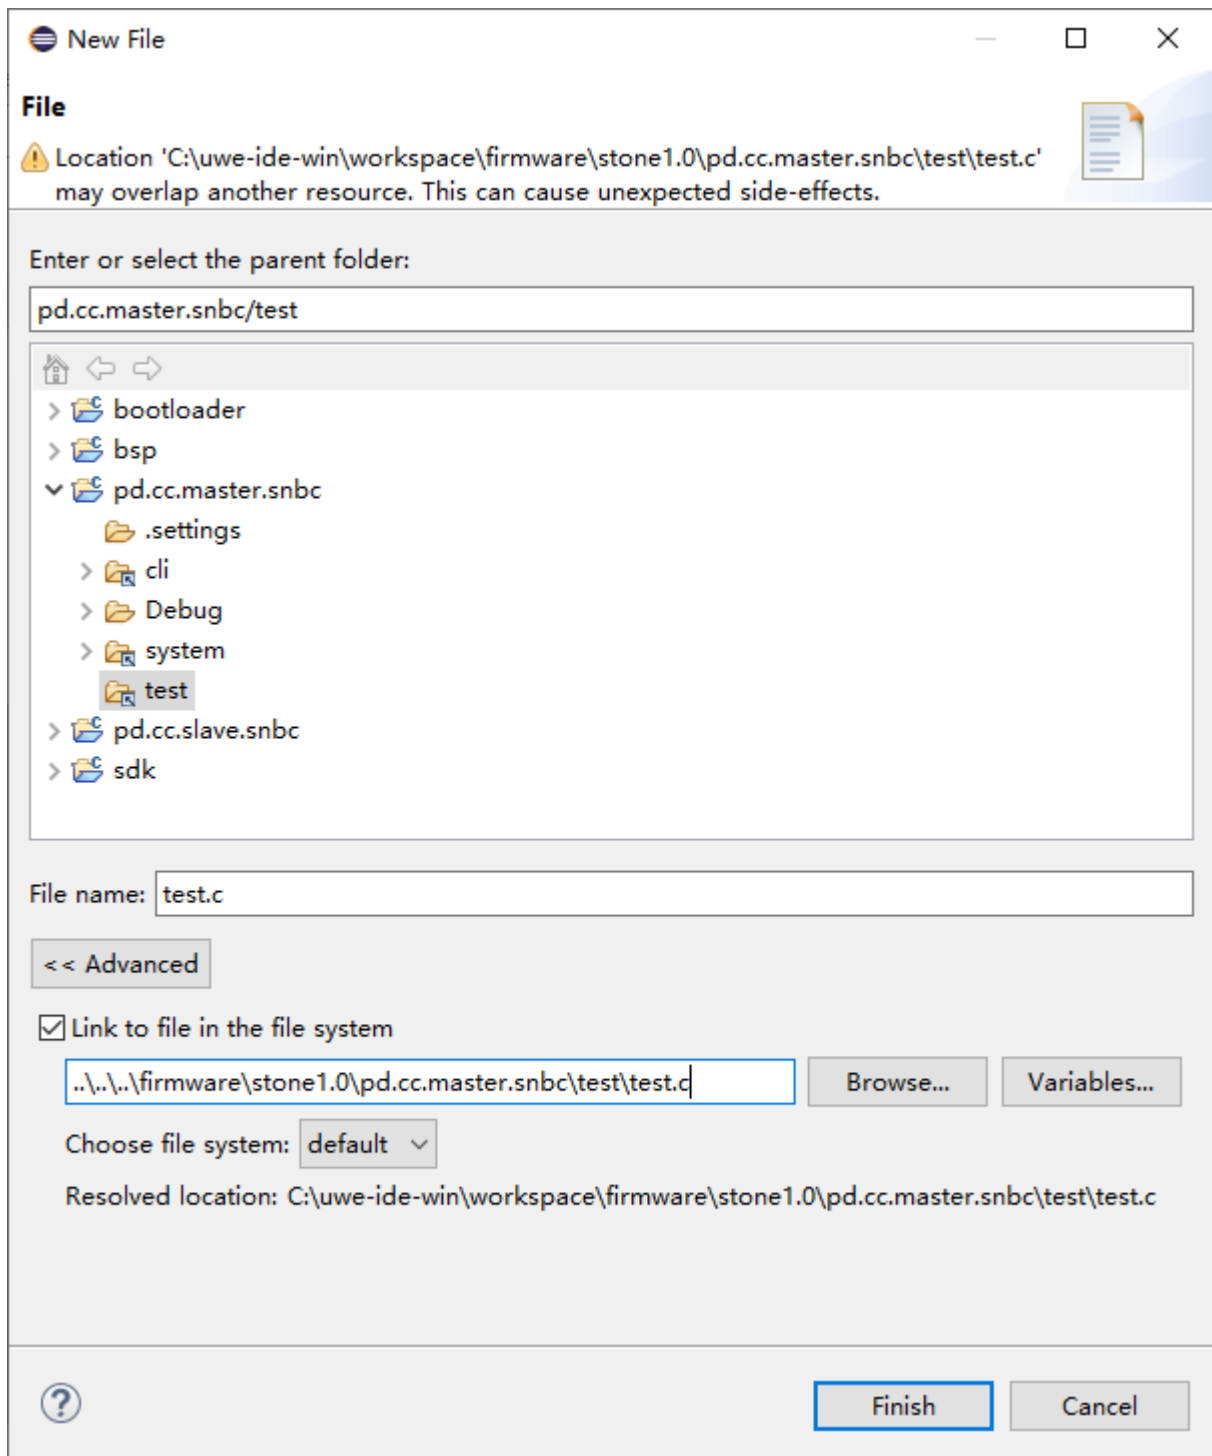 New File
File
Location 'C:\uwe-ide-win\workspace\firmware\stone1.0\pd.cc.master.snbc\test\test.c'
may overlap another resource. This can cause unexpected side-effects.
Enter or select the parent folder:
pd.cc.master.snbc/test
bootloader
bsp
pd.cc.master.snbc
.settings
cli
Debug
system
test
pd.cc.slave.snbc
sdk
File name: test.c
<< Advanced
Link to file in the file system
..\..\..\firmware\stone1.0\pd.cc.master.snbc\test\test.c Browse... Variables...
Choose file system: default
Resolved location: C:\uwe-ide-win\workspace\firmware\stone1.0\pd.cc.master.snbc\test\test.c
Finish Cancel